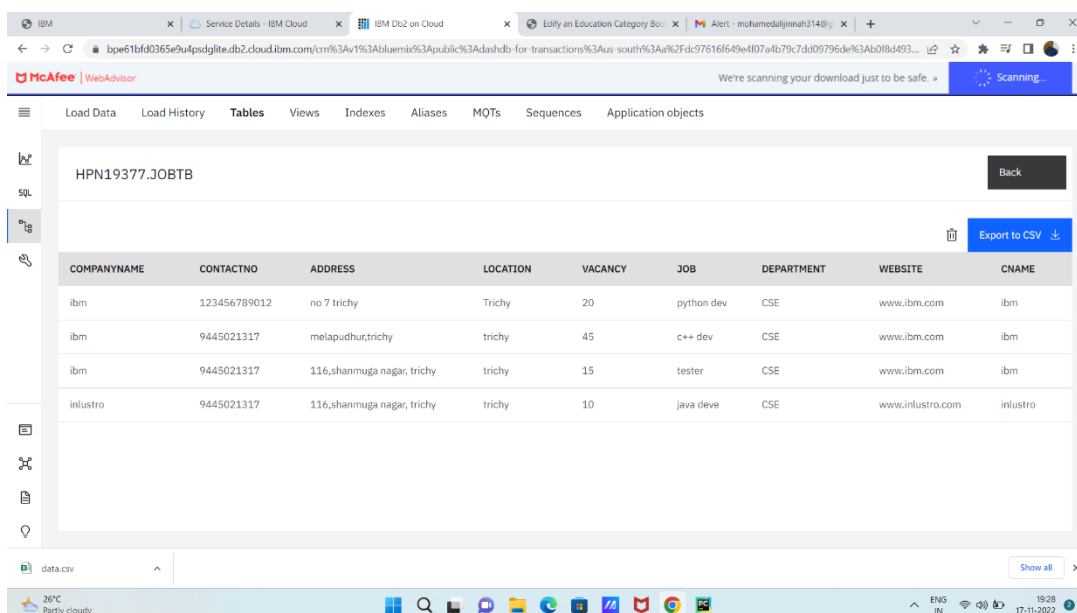 IBM
Service Details - IBM Cloud
IBM Db2 on Cloud
Edify an Education Category Boo
Alert - mohamedalijinnah314@g
bpe61bfd0365e9u4psdglite.db2.cloud.ibm.com/crn%3Av1%3Abluemix%3Apublic%3Adashdb-for-transactions%3Aus-south%3Aa%2Fdc97616f649e4f07a4b79c7dd09796de%3Ab0f8d493...
McAfee | WebAdvisor We're scanning your download just to be safe. » Scanning...
Load Data Load History Tables Views Indexes Aliases MQTs Sequences Application objects
HPN19377.JOBTB Back
SQL
Export to CSV
COMPANYNAME CONTACTNO ADDRESS LOCATION VACANCY JOB DEPARTMENT WEBSITE CNAME
ibm 123456789012 no 7 trichy Trichy 20 python dev CSE www.ibm.com ibm
ibm 9445021317 melapudhur,trichy trichy 45 c++ dev CSE www.ibm.com ibm
ibm 9445021317 116,shanmuga nagar, trichy trichy 15 tester CSE www.ibm.com ibm
inlustro 9445021317 116,shanmuga nagar, trichy trichy 10 java deve CSE www.inlustro.com inlustro
data.csv Show all
26°C ENG 19:28
Partly cloudy IN 17-11-2022 2